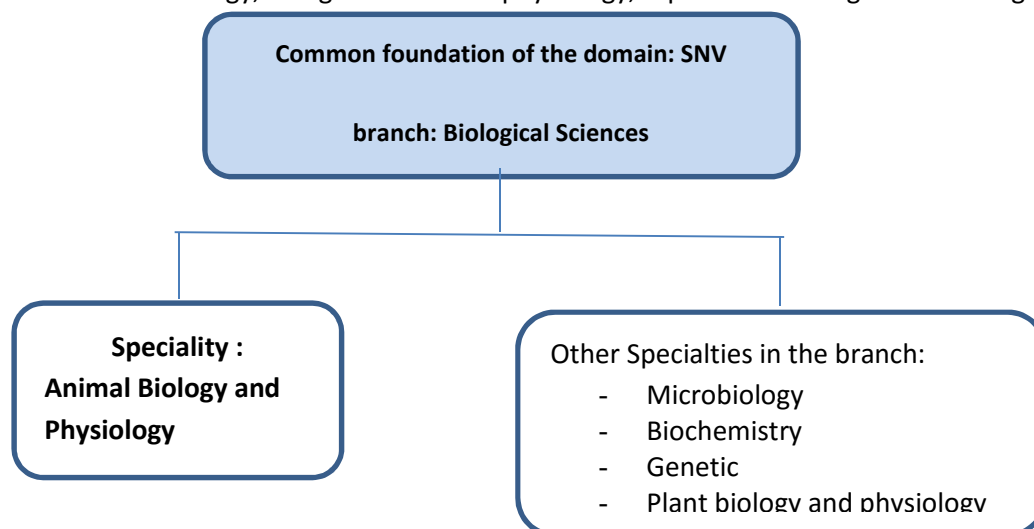 Common foundation of the domain: SNV
branch: Biological Sciences
Speciality :
Animal Biology and
Physiology
Other Specialties in the branch:
- Microbiology
- Biochemistry
- Genetic
- Plant biology and physiology